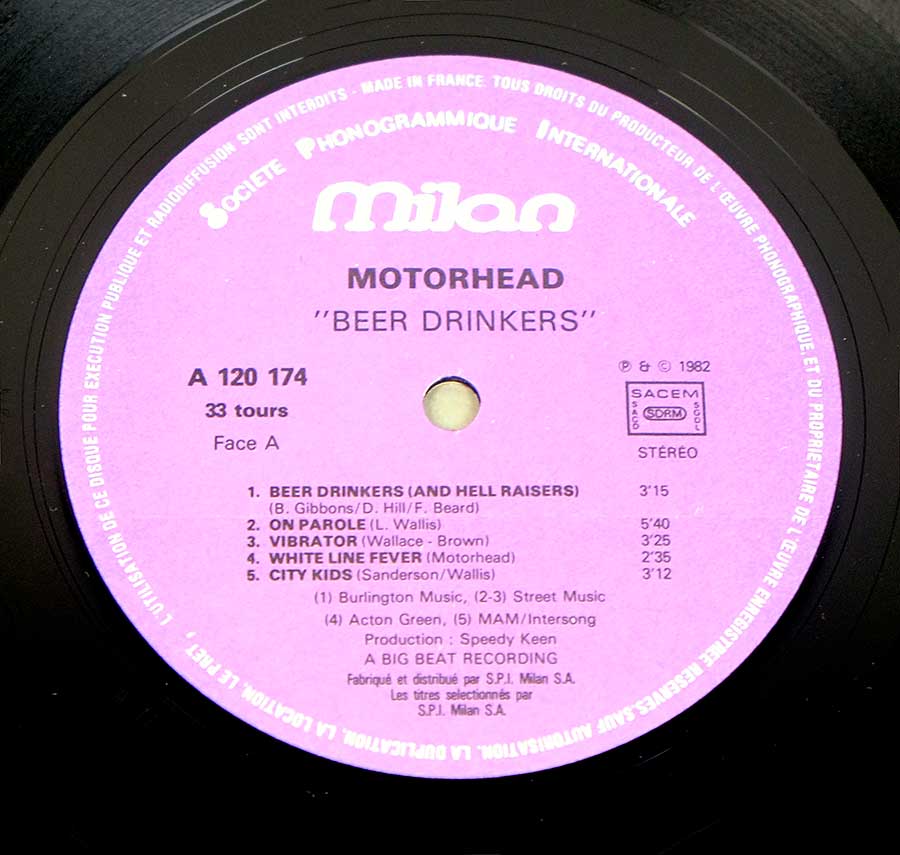 L'UTILISATION DE CE DISQUE POUR EXECUTION PUBLIQUE ET RADIODIFFUSION SONT INTERDITS - MADE IN FRANCE. TOUS DROITS DU PRODUCTEUR DE L'ŒUVRE PHONOGRAPHIQUE, ET DU PROPRIETAIRE DE L'ŒUVRE ENREGISTREE RESERVES. SAUF AUTORISATION, LA DUPLICATION, LA LOCATION, LE PRET,
SOCIETE PHONOGRAMMIQUE INTERNATIONALE
Milan
MOTORHEAD
"BEER DRINKERS"
A 120 174
33 tours
Face A
Ⓟ & © 1982
SACEM
SACD SDRM SGDL
STÉRÉO
1. BEER DRINKERS (AND HELL RAISERS) 3'15
(B. Gibbons/D. Hill/F. Beard)
2. ON PAROLE (L. Wallis) 5'40
3. VIBRATOR (Wallace - Brown) 3'25
4. WHITE LINE FEVER (Motorhead) 2'35
5. CITY KIDS (Sanderson/Wallis) 3'12
(1) Burlington Music, (2-3) Street Music
(4) Acton Green, (5) MAM/Intersong
Production : Speedy Keen
A BIG BEAT RECORDING
Fabriqué et distribué par S.P.I. Milan S.A.
Les titres selectionnés par
S.P.I. Milan S.A.